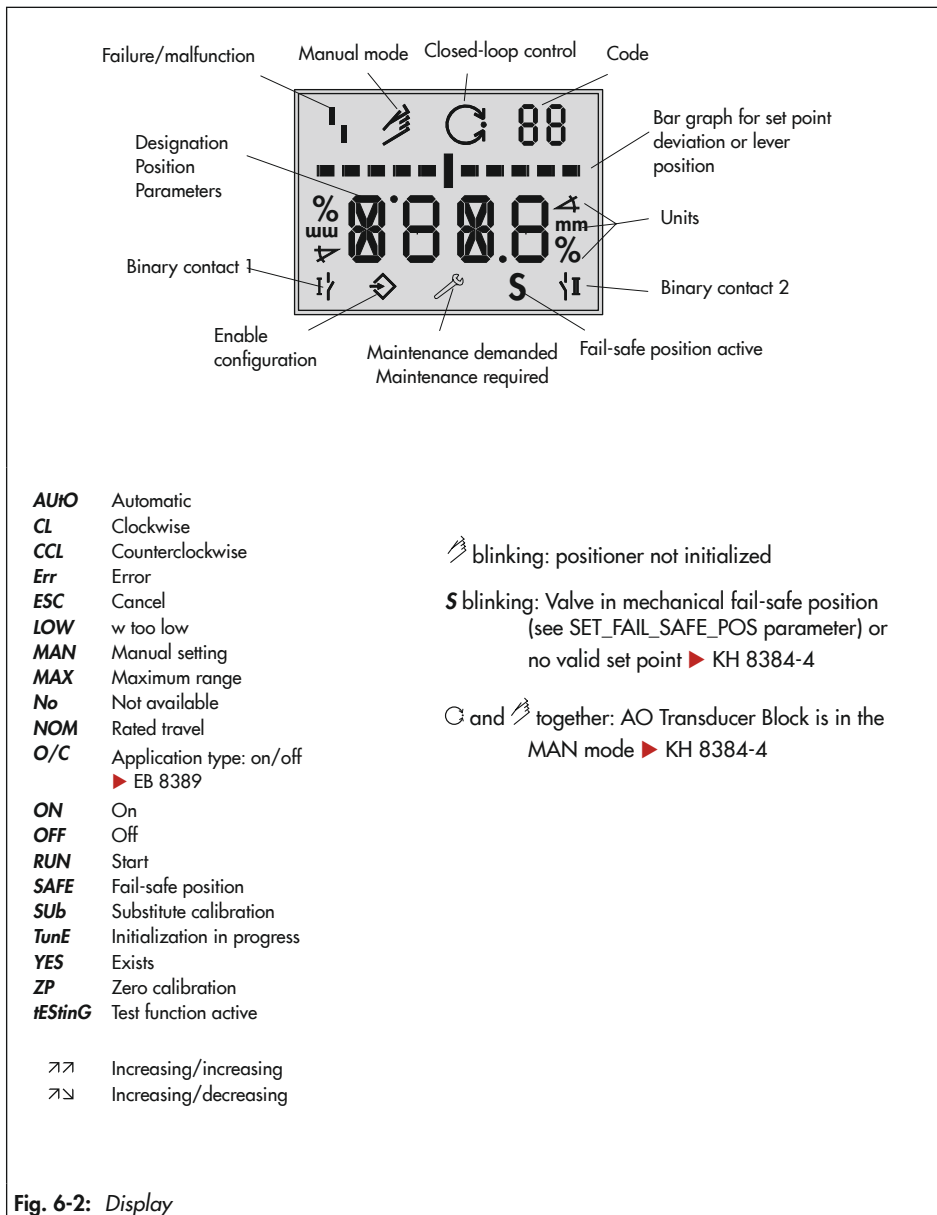 Failure/malfunction
Manual mode
Closed-loop control
Code
88
Bar graph for set point
deviation or lever
position
Designation
Position
Parameters
%
mm
8.8
mm
%
Units
Binary contact 1
I
S
II
Binary contact 2
Enable
configuration
Maintenance demanded
Maintenance required
Fail-safe position active
AUtO Automatic
CL Clockwise
CCL Counterclockwise
Err Error
ESC Cancel
LOW w too low
MAN Manual setting
MAX Maximum range
No Not available
NOM Rated travel
O/C Application type: on/off
▶ EB 8389
ON On
OFF Off
RUN Start
SAFE Fail-safe position
SUb Substitute calibration
TunE Initialization in progress
YES Exists
ZP Zero calibration
tEStinG Test function active
↗↗ Increasing/increasing
↗↘ Increasing/decreasing
blinking: positioner not initialized
S blinking: Valve in mechanical fail-safe position
(see SET_FAIL_SAFE_POS parameter) or
no valid set point ▶ KH 8384-4
and together: AO Transducer Block is in the
MAN mode ▶ KH 8384-4
Fig. 6-2: Display